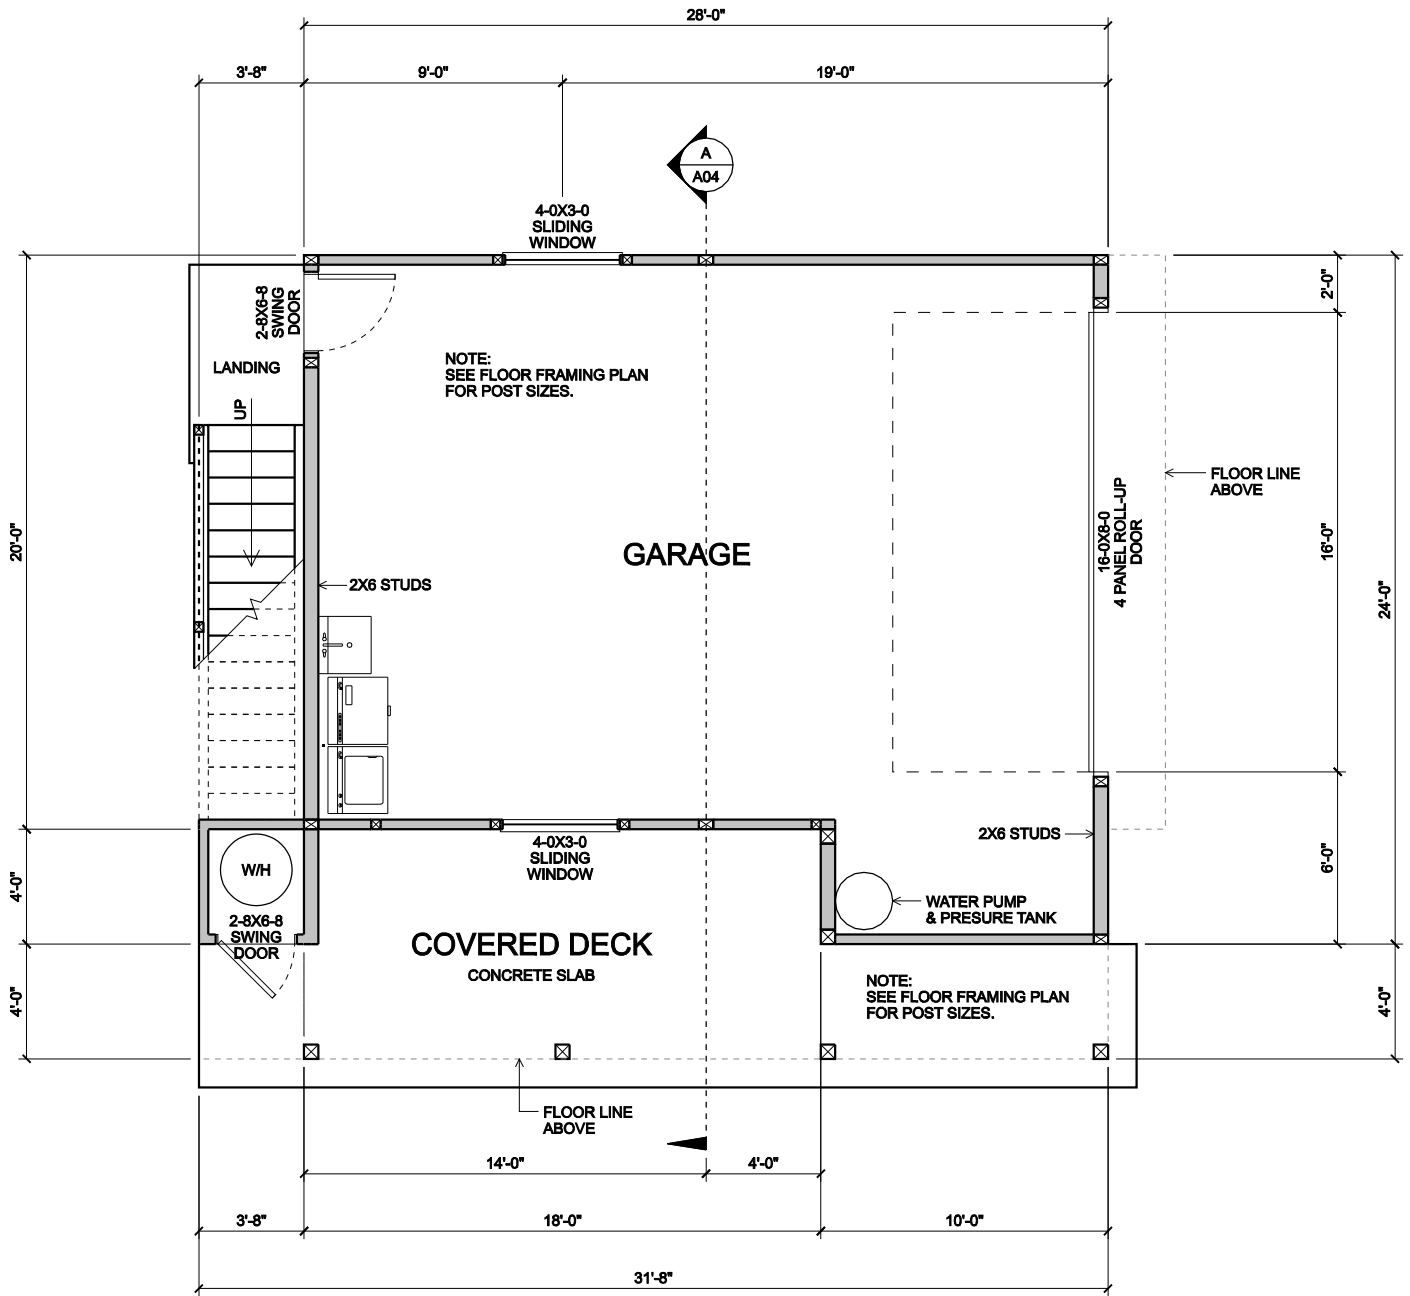 28'-0"
3'-8"
9'-0"
19'-0"
A
A04
4-0X3-0
SLIDING
WINDOW
2-8X6-8
SWING
DOOR
2'-0"
LANDING
NOTE:
SEE FLOOR FRAMING PLAN
FOR POST SIZES.
UP
FLOOR LINE
ABOVE
16-0X8-0
4 PANEL ROLL-UP
DOOR
20'-0"
GARAGE
16'-0"
24'-0"
2X6 STUDS
2X6 STUDS
4-0X3-0
SLIDING
WINDOW
W/H
4'-0"
6'-0"
2-8X6-8
SWING
DOOR
WATER PUMP
& PRESURE TANK
COVERED DECK
CONCRETE SLAB
NOTE:
SEE FLOOR FRAMING PLAN
FOR POST SIZES.
4'-0"
4'-0"
FLOOR LINE
ABOVE
14'-0"
4'-0"
3'-8"
18'-0"
10'-0"
31'-8"